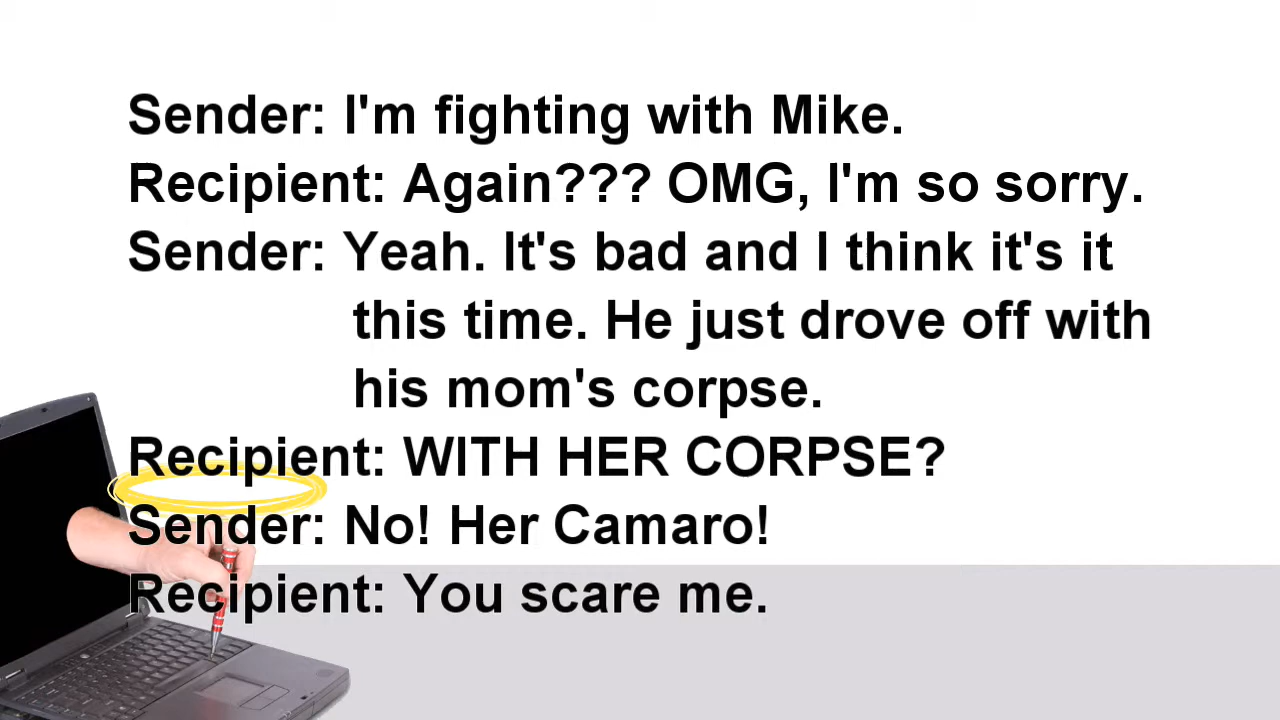 Sender: I'm fighting with Mike.
Recipient: Again??? OMG, I'm so sorry.
Sender: Yeah. It's bad and I think it's it
this time. He just drove off with
his mom's corpse.
Recipient: WITH HER CORPSE?
Sender: No! Her Camaro!
Recipient: You scare me.